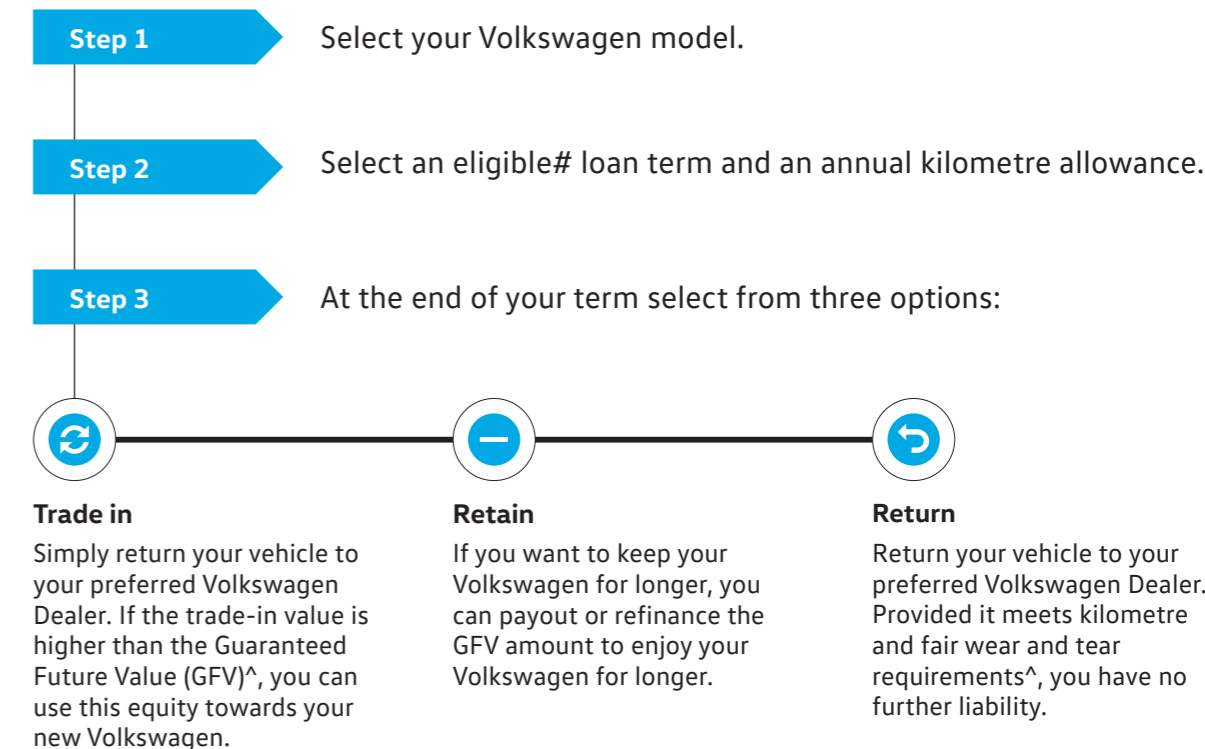 Step 1
Select your Volkswagen model.
Step 2
Select an eligible# loan term and an annual kilometre allowance.
Step 3
At the end of your term select from three options:
Trade in
Simply return your vehicle to
your preferred Volkswagen
Dealer. If the trade-in value is
higher than the Guaranteed
Future Value (GFV)^, you can
use this equity towards your
new Volkswagen.
Retain
If you want to keep your
Volkswagen for longer, you
can payout or refinance the
GFV amount to enjoy your
Volkswagen for longer.
Return
Return your vehicle to your
preferred Volkswagen Dealer.
Provided it meets kilometre
and fair wear and tear
requirements^, you have no
further liability.